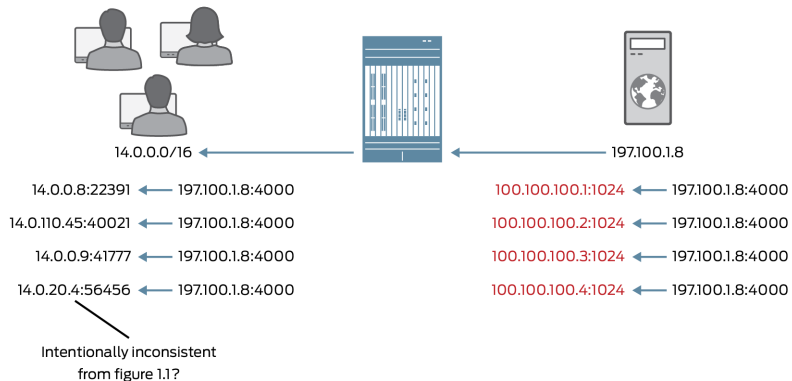 14.0.0.0/16
197.100.1.8
14.0.0.8:22391 197.100.1.8:4000 100.100.100.1:1024 197.100.1.8:4000
14.0.110.45:40021 197.100.1.8:4000 100.100.100.2:1024 197.100.1.8:4000
14.0.0.9:41777 197.100.1.8:4000 100.100.100.3:1024 197.100.1.8:4000
14.0.20.4:56456 197.100.1.8:4000 100.100.100.4:1024 197.100.1.8:4000
Intentionally inconsistent
from figure 1.1?